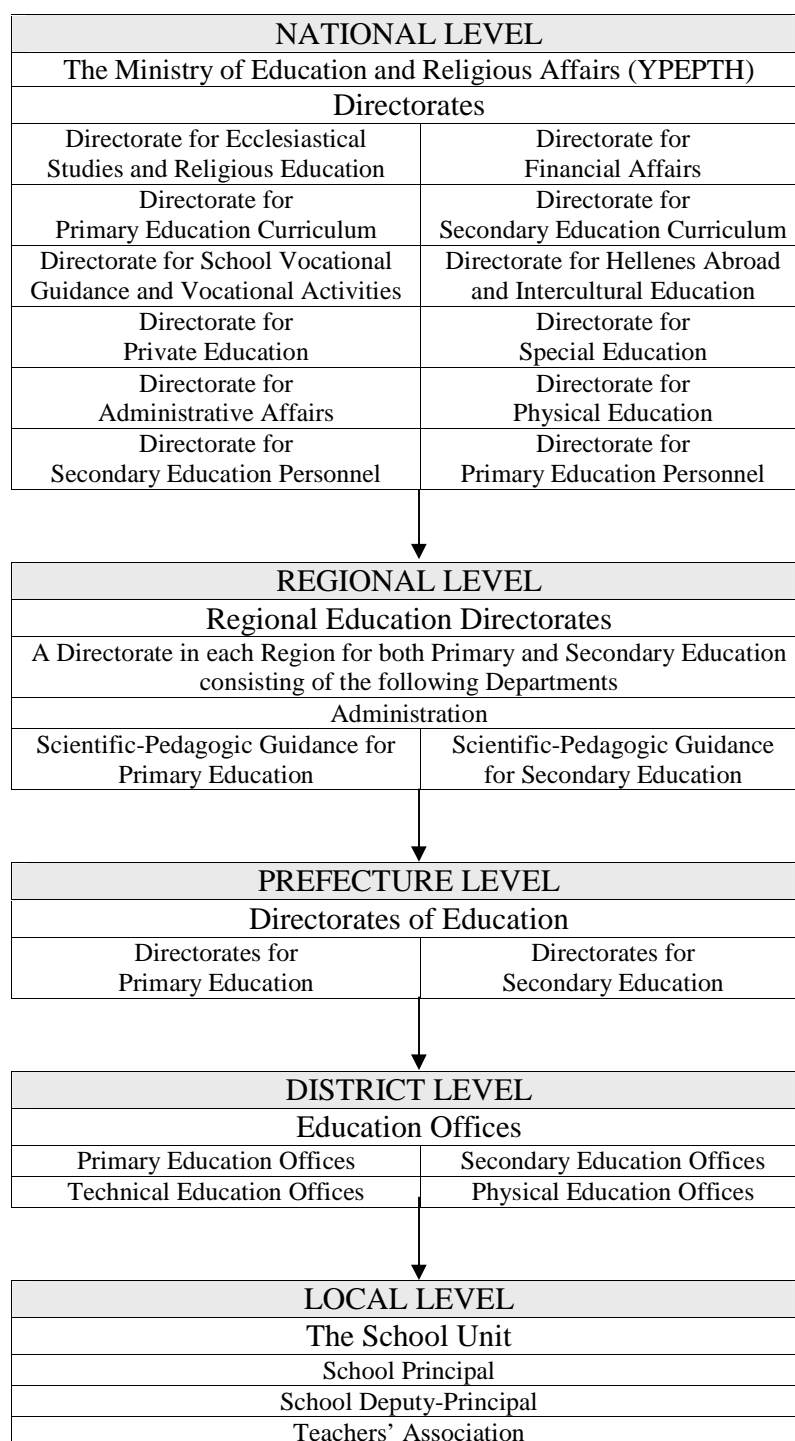 NATIONAL LEVEL
The Ministry of Education and Religious Affairs (YPEPTH)
Directorates
Directorate for Ecclesiastical
Studies and Religious Education
Directorate for
Financial Affairs
Directorate for
Primary Education Curriculum
Directorate for
Secondary Education Curriculum
Directorate for School Vocational
Guidance and Vocational Activities
Directorate for Hellenes Abroad
and Intercultural Education
Directorate for
Private Education
Directorate for
Special Education
Directorate for
Administrative Affairs
Directorate for
Physical Education
Directorate for
Secondary Education Personnel
Directorate for
Primary Education Personnel
REGIONAL LEVEL
Regional Education Directorates
A Directorate in each Region for both Primary and Secondary Education
consisting of the following Departments
Administration
Scientific-Pedagogic Guidance for
Primary Education
Scientific-Pedagogic Guidance
for Secondary Education
PREFECTURE LEVEL
Directorates of Education
Directorates for
Primary Education
Directorates for
Secondary Education
DISTRICT LEVEL
Education Offices
Primary Education Offices
Secondary Education Offices
Technical Education Offices
Physical Education Offices
LOCAL LEVEL
The School Unit
School Principal
School Deputy-Principal
Teachers’ Association